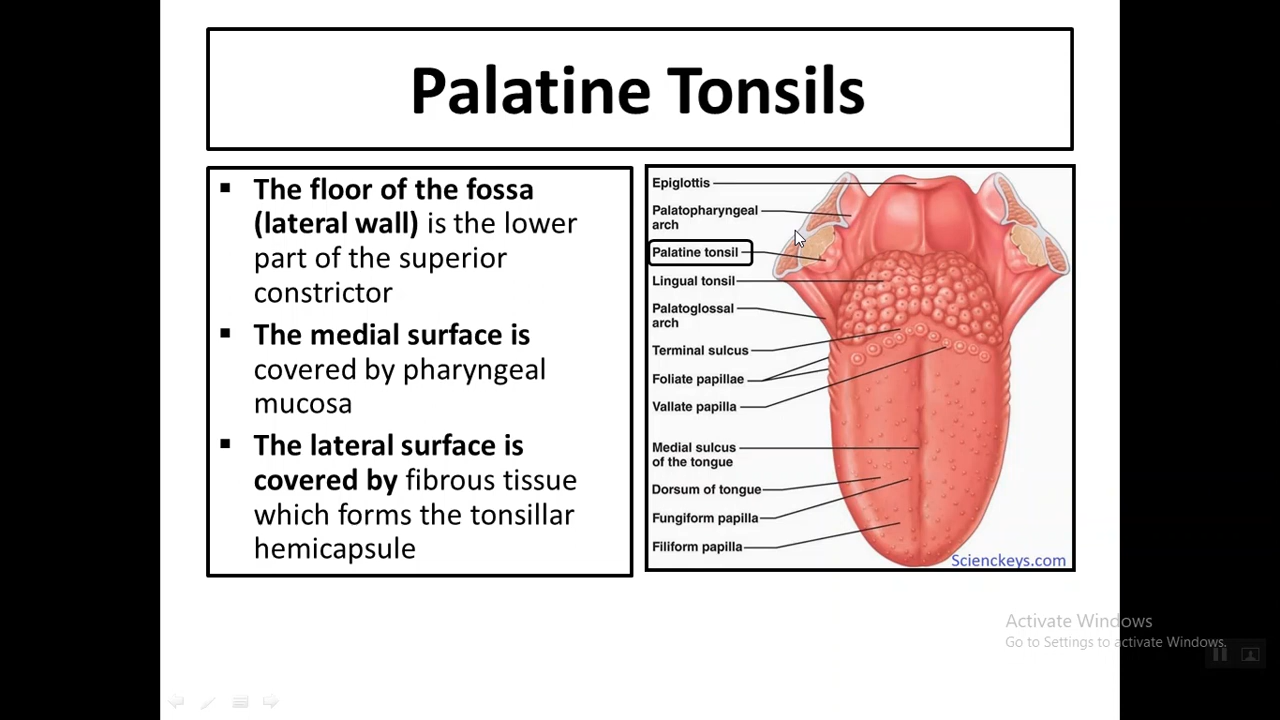 Palatine Tonsils
▪ The floor of the fossa
(lateral wall) is the lower
part of the superior
constrictor
▪ The medial surface is
covered by pharyngeal
mucosa
▪ The lateral surface is
covered by fibrous tissue
which forms the tonsillar
hemicapsule
Epiglottis
Palatopharyngeal
arch
Palatine tonsil
Lingual tonsil
Palatoglossal
arch
Terminal sulcus
Foliate papillae
Vallate papilla
Medial sulcus
of the tongue
Dorsum of tongue
Fungiform papilla
Filiform papilla
Scienckeys.com
Activate Windows
Go to Settings to activate Windows.